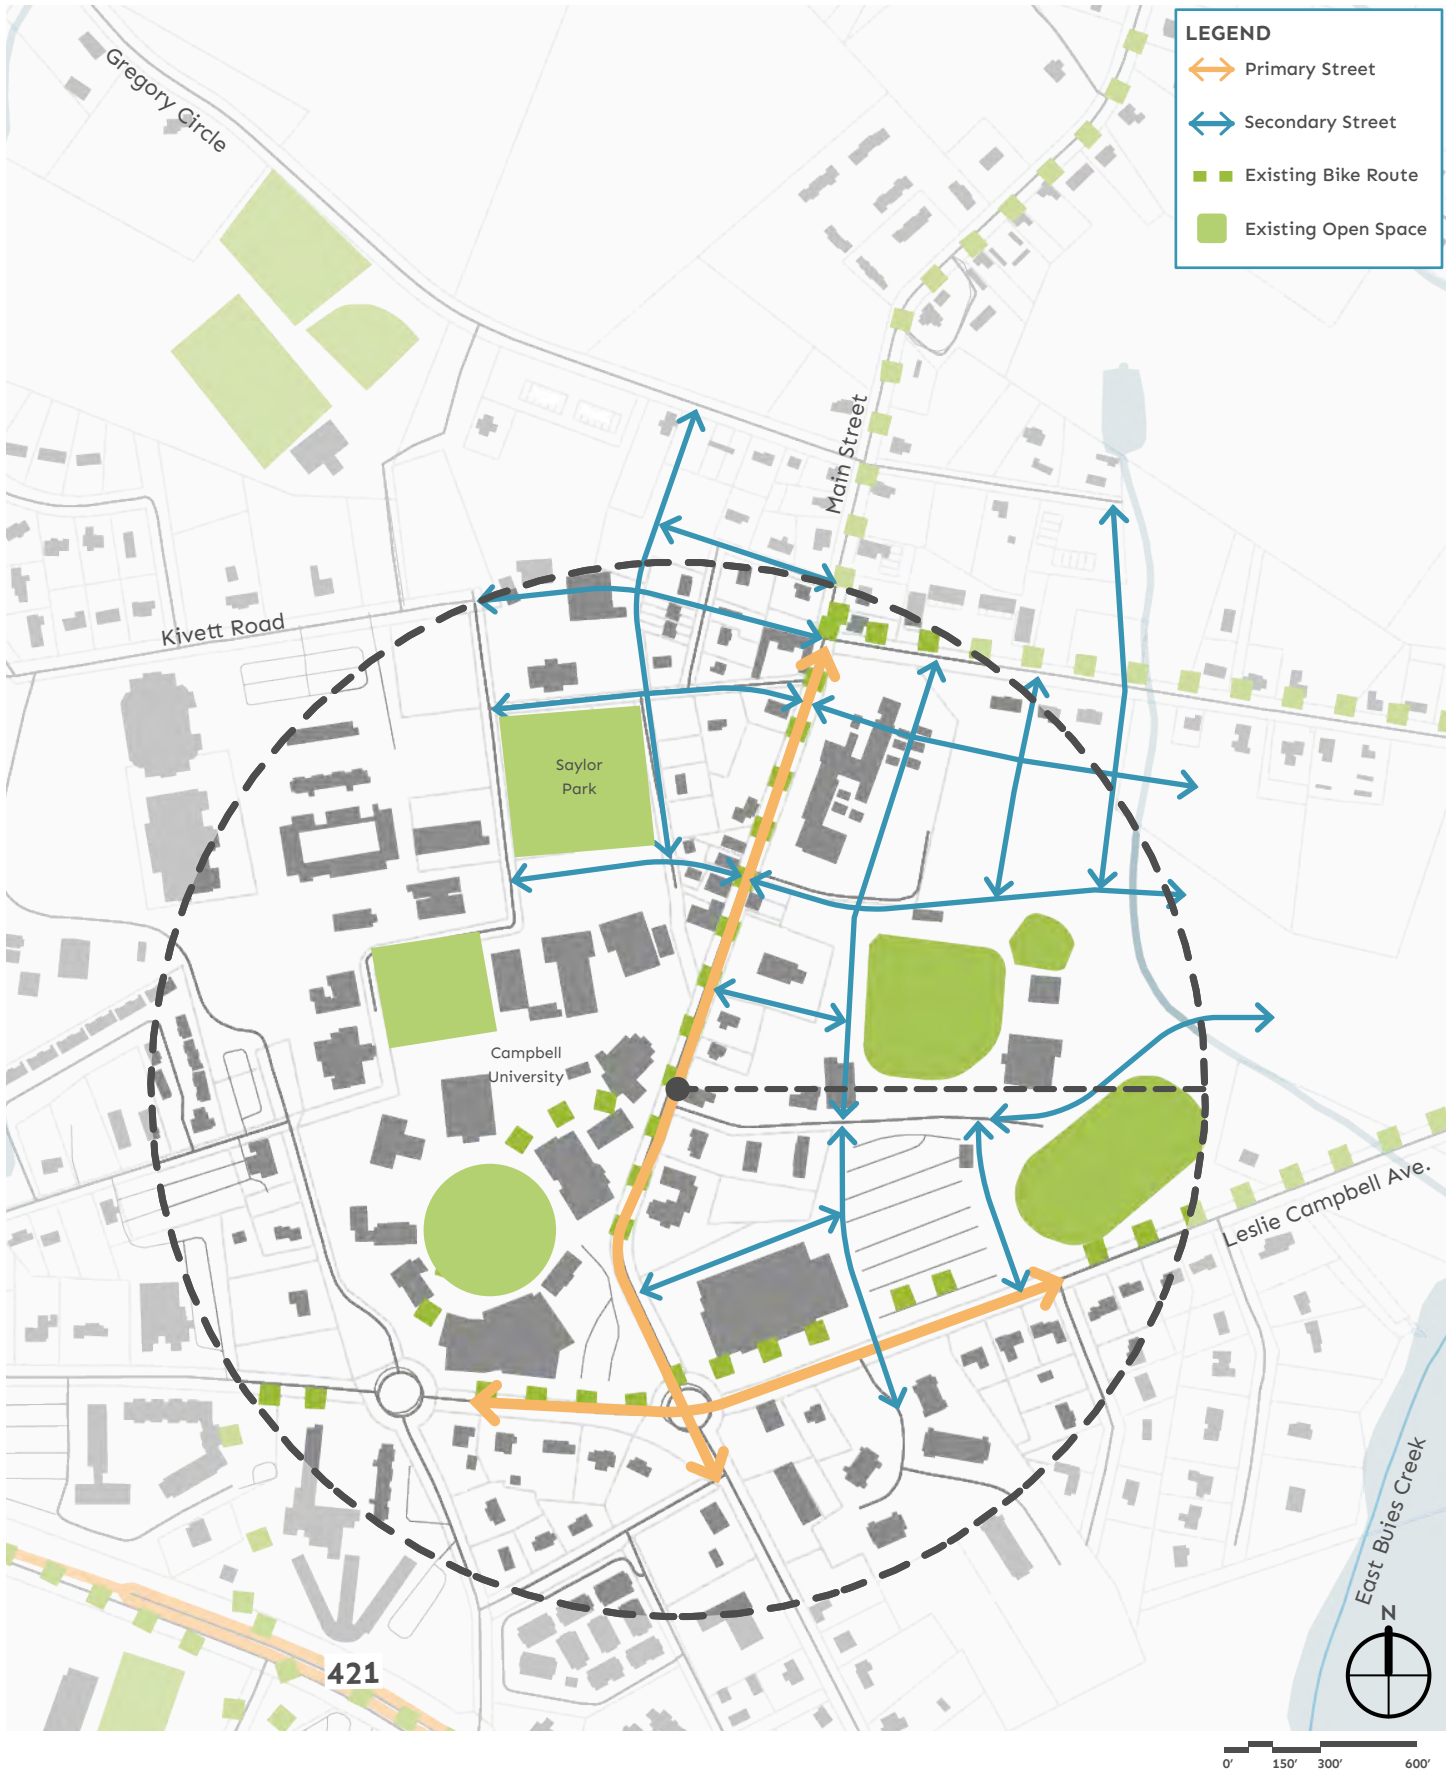 LEGEND
Primary Street
Secondary Street
Existing Bike Route
Existing Open Space
Gregory Circle
Main Street
Kivett Road
Saylor
Park
Campbell
University
Leslie Campbell Ave.
East Buies Creek
421
N
0' 150' 300' 600'